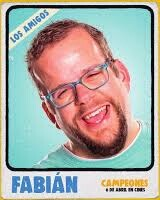 LOS AMIGOS
FABIÁN
CAMPEONES
6 DE ABRIL EN CINES